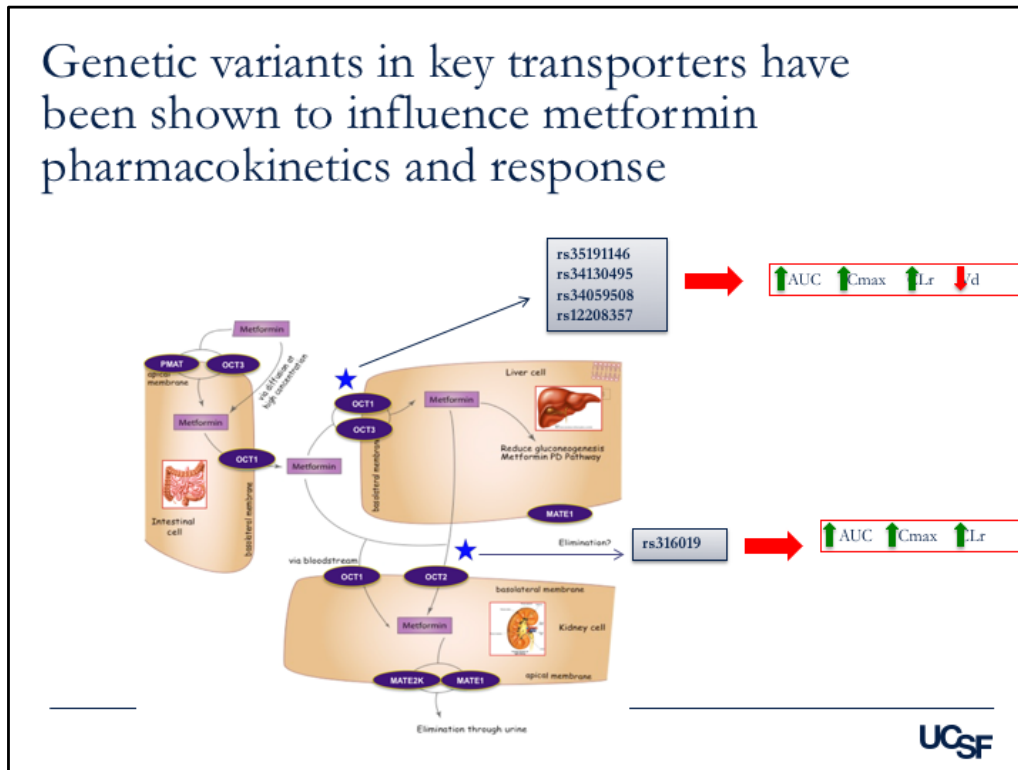 Genetic variants in key transporters have
been shown to influence metformin
pharmacokinetics and response
rs35191146
rs34130495
rs34059508
rs12208357
AUC Cmax CLr Vd
Metformin
PMAT
OCT3
apical
membrane
via diffusion at
high concentration
Metformin
OCT1
Intestinal
cell
basolateral membrane
Metformin
OCT1
OCT3
basolateral membrane
Liver cell
Metformin
Reduce gluconeogenesis
Metformin PD Pathway
MATE1
Elimination?
rs316019
AUC Cmax CLr
via bloodstream
OCT1
OCT2
basolateral membrane
Metformin
Kidney cell
MATE2K
MATE1
apical membrane
Elimination through urine
UCSF